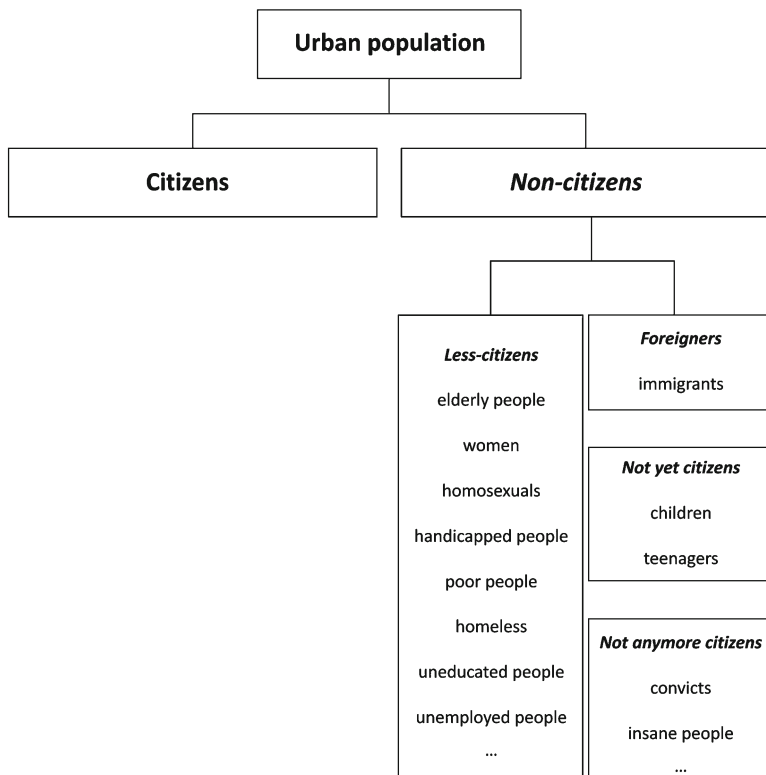 Urban population
Citizens
Non-citizens
Less-citizens
elderly people
women
homosexuals
handicapped people
poor people
homeless
uneducated people
unemployed people
...
Foreigners
immigrants
Not yet citizens
children
teenagers
Not anymore citizens
convicts
insane people
...